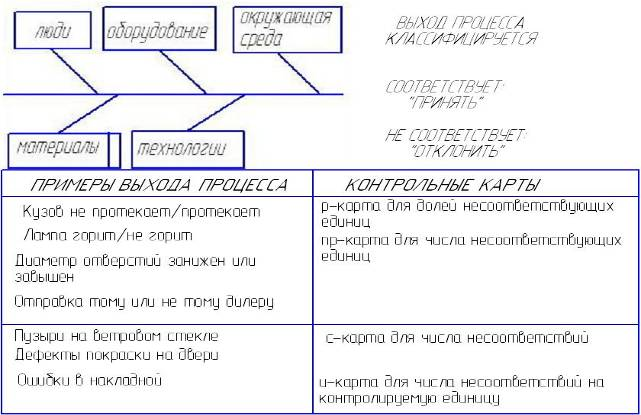 люди
оборудование
окружающая
среда
ВЫХОД ПРОЦЕССА
КЛАССИФИЦИРУЕТСЯ
СООТВЕТСТВУЕТ:
"ПРИНЯТЬ"
НЕ СООТВЕТСТВУЕТ:
"ОТКЛОНИТЬ"
материалы
технологии
ПРИМЕРЫ ВЫХОДА ПРОЦЕССА
КОНТРОЛЬНЫЕ КАРТЫ
Кузов не протекает/протекает
Лампа горит/не горит
Диаметр отверстий занижен или
завышен
Отправка тому или не тому дилеру
р-карта для долей несоответствующих
единиц
пр-карта для числа несоответствующих
единиц
Пузыри на ветровом стекле
Дефекты покраски на двери
Ошибки в накладной
с-карта для числа несоответствий
и-карта для числа несоответствий на
контролируемую единицу